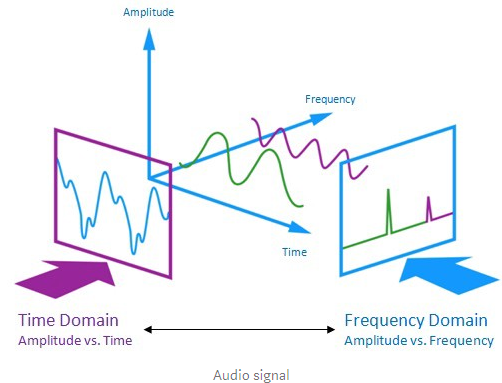 Amplitude
Frequency
Time
Time Domain
Amplitude vs. Time
Frequency Domain
Amplitude vs. Frequency
Audio signal